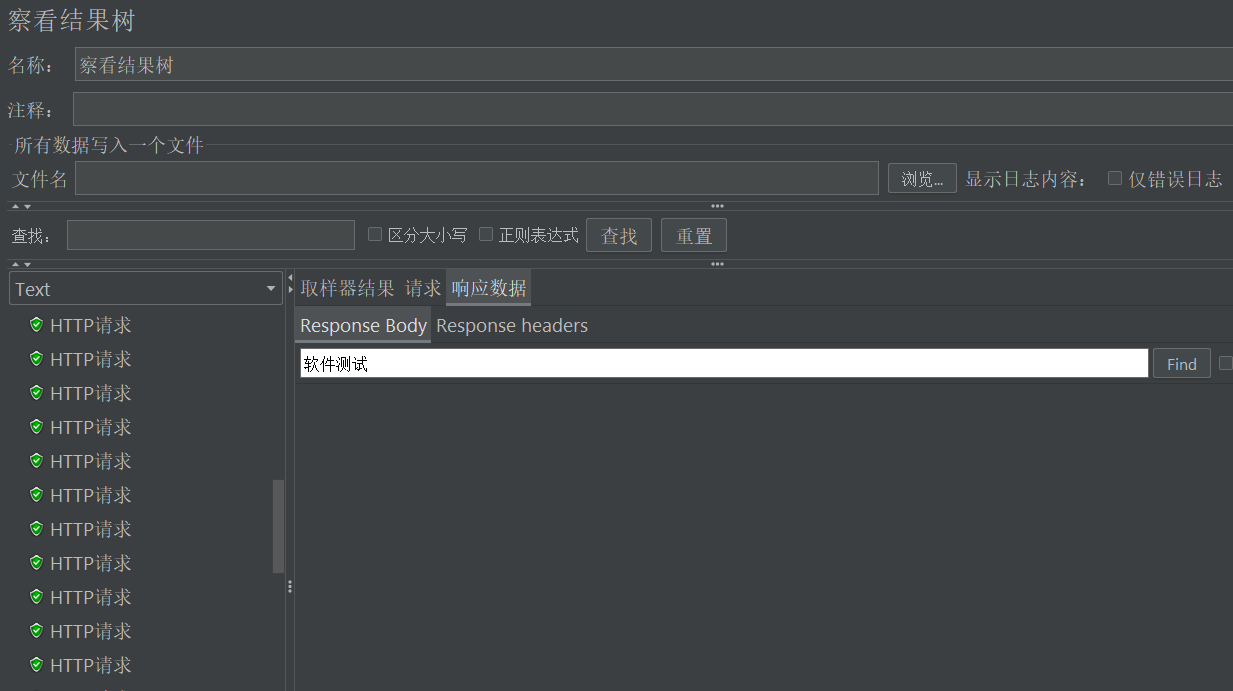 察看结果树
名称： 察看结果树
注释：
所有数据写入一个文件
文件名 浏览... 显示日志内容： 仅错误日志
查找： 区分大小写 正则表达式 查找 重置
Text 取样器结果 请求 响应数据
HTTP请求 Response Body Response headers
HTTP请求 软件测试 Find
HTTP请求
HTTP请求
HTTP请求
HTTP请求
HTTP请求
HTTP请求
HTTP请求
HTTP请求
HTTP请求